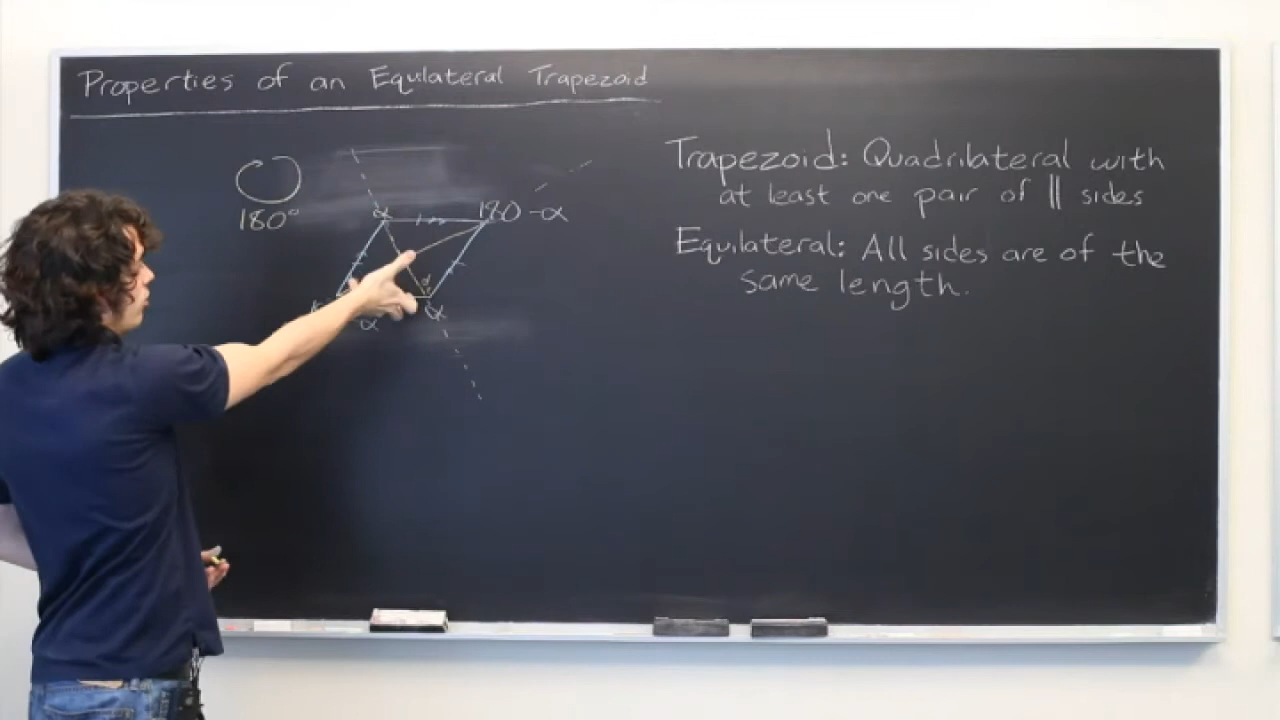 Properties of an Equlateral Trapezoid
Trapezoid: Quadrilateral with
at least one pair of || sides
Equilateral: All sides are of the
same length.
180°
α
180-α
α
α
α